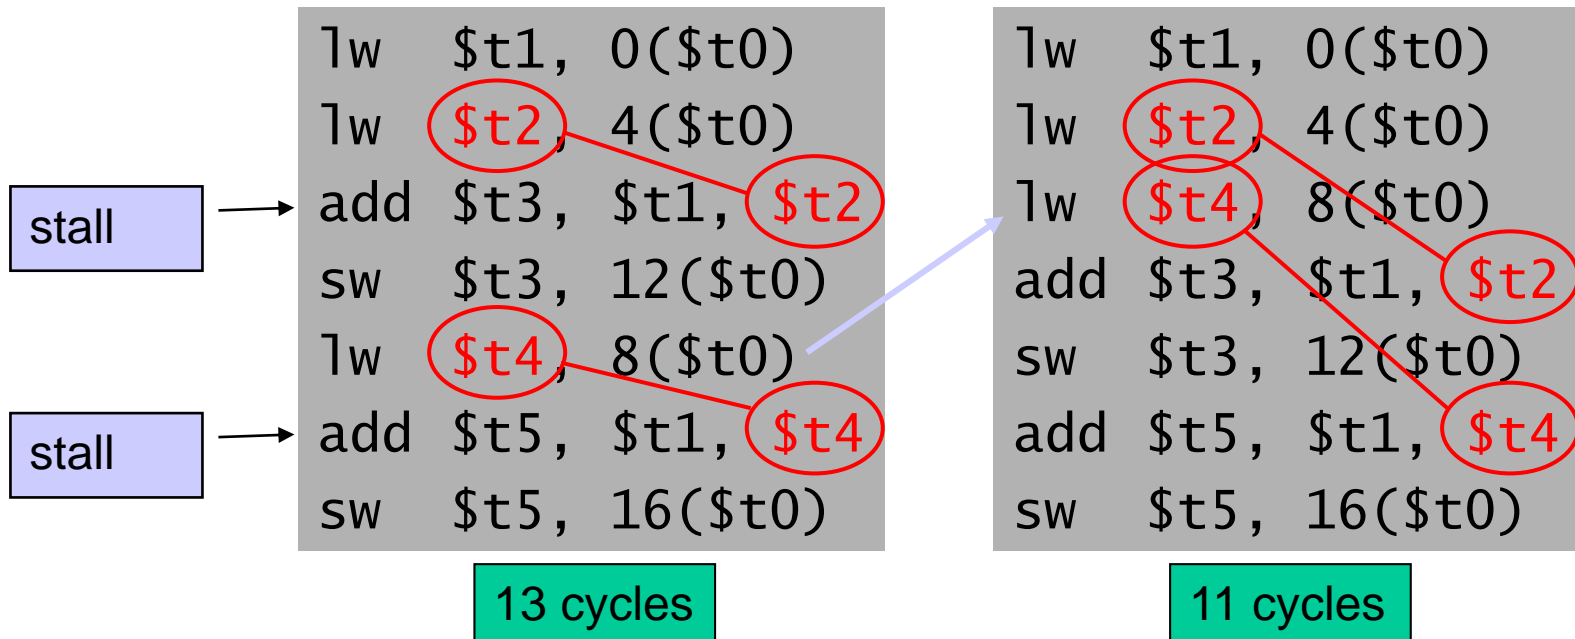 stall
stall
lw $t1, 0($t0)
lw $t2, 4($t0)
add $t3, $t1, $t2
sw $t3, 12($t0)
lw $t4, 8($t0)
add $t5, $t1, $t4
sw $t5, 16($t0)
13 cycles
lw $t1, 0($t0)
lw $t2, 4($t0)
lw $t4, 8($t0)
add $t3, $t1, $t2
sw $t3, 12($t0)
add $t5, $t1, $t4
sw $t5, 16($t0)
11 cycles